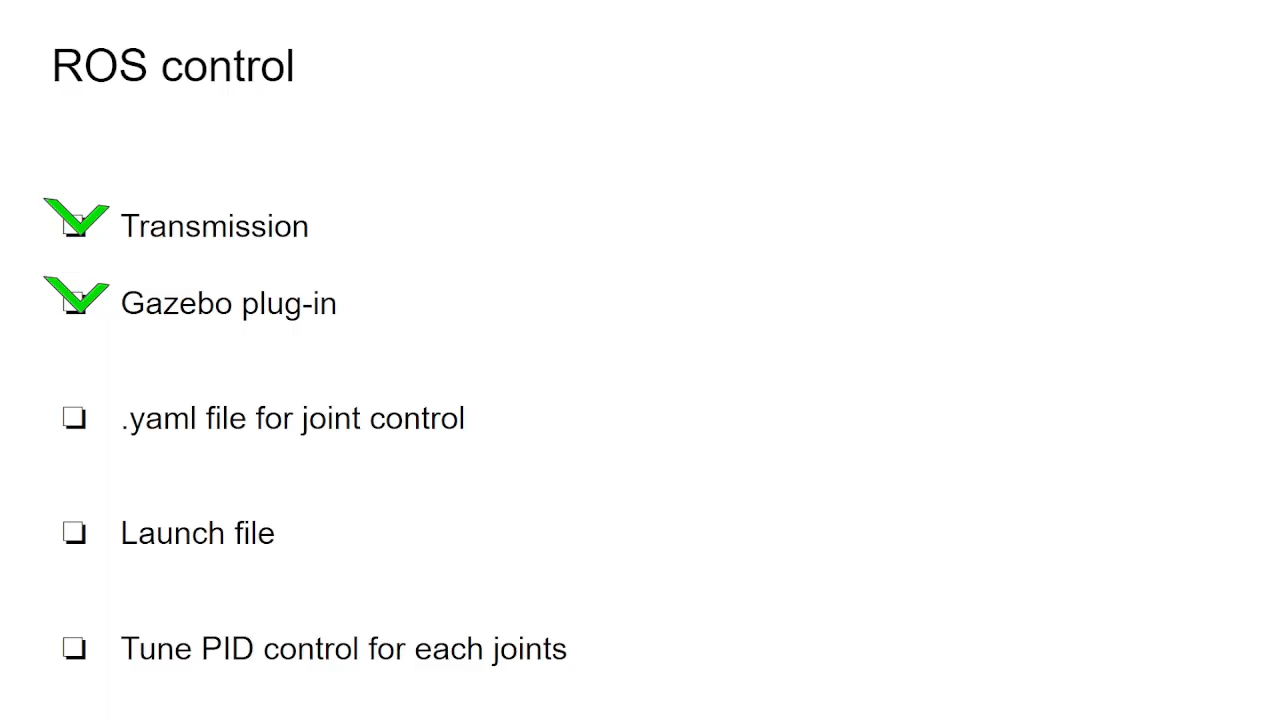 ROS control
Transmission
Gazebo plug-in
.yaml file for joint control
Launch file
Tune PID control for each joints